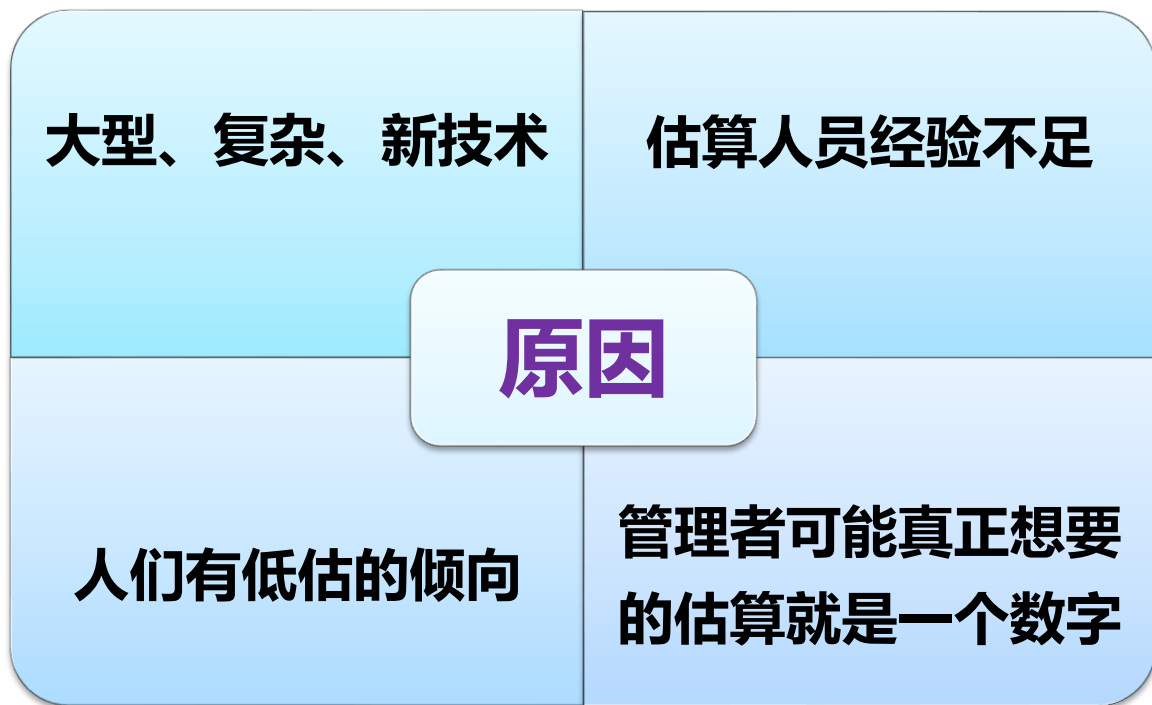 大型、复杂、新技术
估算人员经验不足
原因
人们有低估的倾向
管理者可能真正想要
的估算就是一个数字